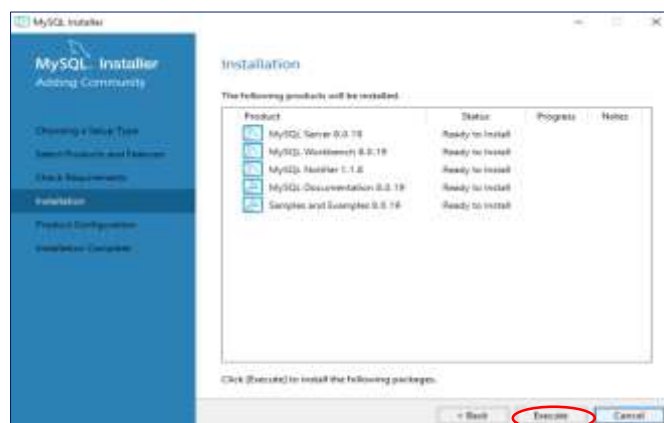 MySQL Installer
MySQL. Installer
Adding Community
Choosing a Setup Type
Select Products and Features
Check Requirements
Installation
Product Configuration
Installation Complete
Installation
The following products will be installed.
Product Status Progress Notes
MySQL Server 8.0.19 Ready to Install
MySQL Workbench 8.0.19 Ready to Install
MySQL Notifier 1.1.8 Ready to Install
MySQL Documentation 8.0.19 Ready to Install
Samples and Examples 8.0.19 Ready to Install
Click [Execute] to install the following packages.
< Back Execute Cancel